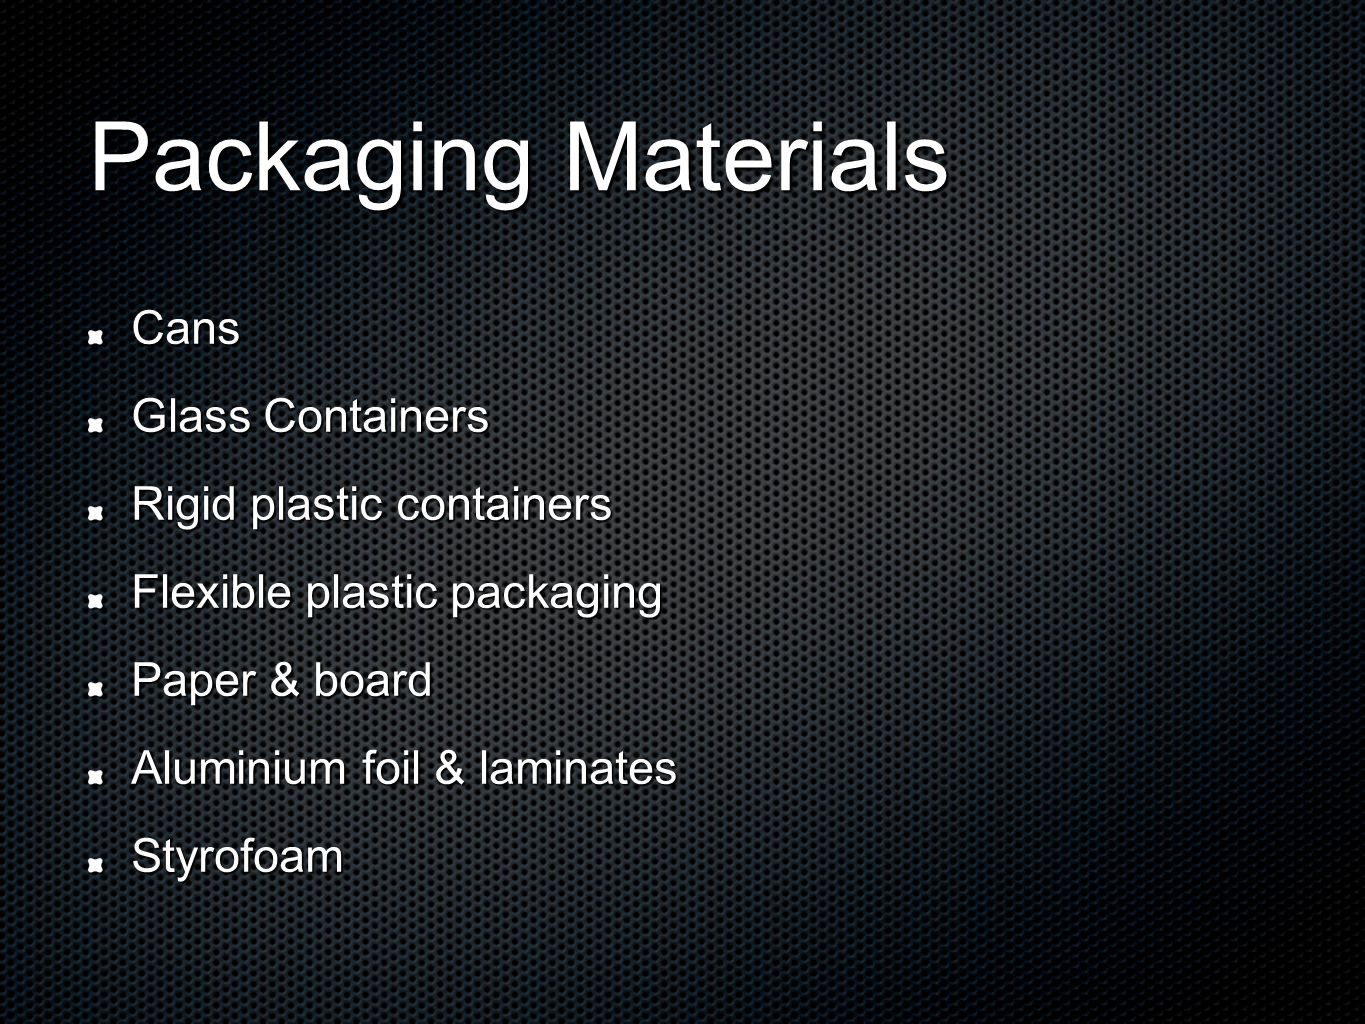 Packaging Materials
Cans
Glass Containers
Rigid plastic containers
Flexible plastic packaging
Paper & board
Aluminium foil & laminates
Styrofoam